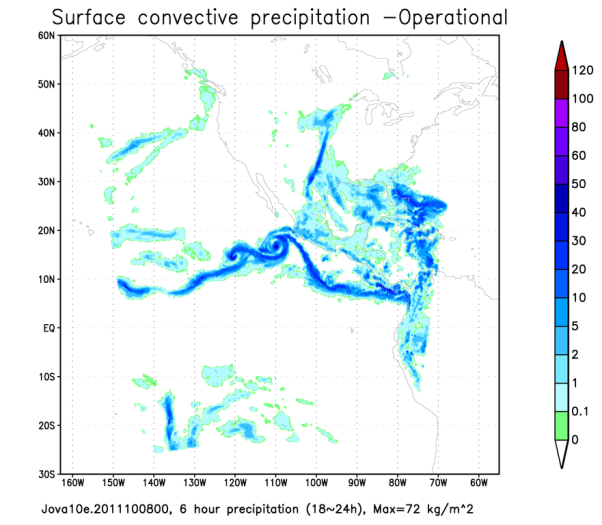 Surface convective precipitation −Operational
60N
50N
40N
30N
20N
10N
EQ
10S
20S
30S
160W 150W 140W 130W 120W 110W 100W 90W 80W 70W 60W
120
100
80
60
50
40
30
20
10
5
2
1
0.1
0
Jova10e.2011100800, 6 hour precipitation (18~24h), Max=72 kg/m^2